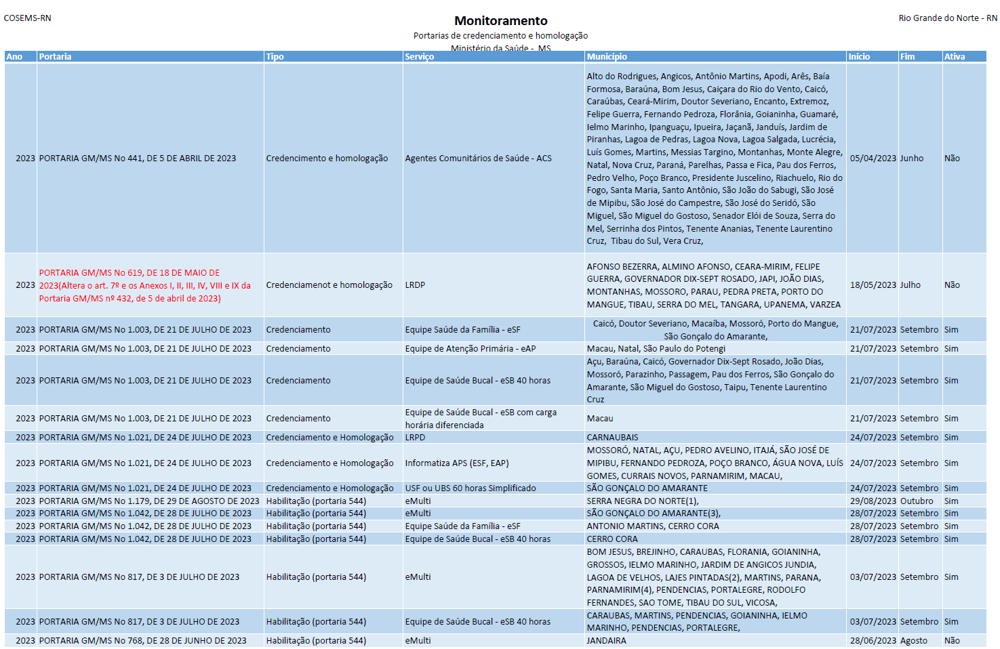 COSEMS-RN
Monitoramento
Rio Grande do Norte - RN
Portarias de credenciamento e homologação
Ministério da Saúde - MS
Ano Portaria Tipo Serviço Município Início Fim Ativa
Alto do Rodrigues, Angicos, Antônio Martins, Apodi, Arês, Baía
Formosa, Baraúna, Bom Jesus, Caiçara do Rio do Vento, Caicó,
Caraúbas, Ceará-Mirim, Doutor Severiano, Encanto, Extremoz,
Felipe Guerra, Fernando Pedroza, Florânia, Goianinha, Guamaré,
Ielmo Marinho, Ipanguaçu, Ipueira, Jaçanã, Janduís, Jardim de
Piranhas, Lagoa de Pedras, Lagoa Nova, Lagoa Salgada, Lucrécia,
Luís Gomes, Martins, Messias Targino, Montanhas, Monte Alegre,
2023 PORTARIA GM/MS No 441, DE 5 DE ABRIL DE 2023 Credencimento e homologação Agentes Comunitários de Saúde - ACS Natal, Nova Cruz, Paraná, Parelhas, Passa e Fica, Pau dos Ferros, 05/04/2023 Junho Não
Pedro Velho, Poço Branco, Presidente Juscelino, Riachuelo, Rio do
Fogo, Santa Maria, Santo Antônio, São João do Sabugi, São José
de Mipibu, São José do Campestre, São José do Seridó, São
Miguel, São Miguel do Gostoso, Senador Elói de Souza, Serra do
Mel, Serrinha dos Pintos, Tenente Ananias, Tenente Laurentino
Cruz, Tibau do Sul, Vera Cruz,
PORTARIA GM/MS No 619, DE 18 DE MAIO DE
2023(Altera o art. 7º e os Anexos I, II, III, IV, VIII e IX da
Portaria GM/MS nº 432, de 5 de abril de 2023)
2023 Credenciamenot e homologação LRDP
AFONSO BEZERRA, ALMINO AFONSO, CEARA-MIRIM, FELIPE
GUERRA, GOVERNADOR DIX-SEPT ROSADO, JAPI, JOÃO DIAS,
MONTANHAS, MOSSORO, PARAU, PEDRA PRETA, PORTO DO
MANGUE, TIBAU, SERRA DO MEL, TANGARA, UPANEMA, VARZEA
18/05/2023 Julho Não
2023 PORTARIA GM/MS No 1.003, DE 21 DE JULHO DE 2023 Credenciamento Equipe Saúde da Família - eSF
Caicó, Doutor Severiano, Macaíba, Mossoró, Porto do Mangue,
São Gonçalo do Amarante,
21/07/2023 Setembro Sim
2023 PORTARIA GM/MS No 1.003, DE 21 DE JULHO DE 2023 Credenciamento Equipe de Atenção Primária - eAP Macau, Natal, São Paulo do Potengi 21/07/2023 Setembro Sim
2023 PORTARIA GM/MS No 1.003, DE 21 DE JULHO DE 2023 Credenciamento Equipe de Saúde Bucal - eSB 40 horas
Açu, Baraúna, Caicó, Governador Dix-Sept Rosado, João Dias,
Mossoró, Parazinho, Passagem, Pau dos Ferros, São Gonçalo do
Amarante, São Miguel do Gostoso, Taipu, Tenente Laurentino
Cruz
21/07/2023 Setembro Sim
2023 PORTARIA GM/MS No 1.003, DE 21 DE JULHO DE 2023 Credenciamento
Equipe de Saúde Bucal - eSB com carga
horária diferenciada
Macau 21/07/2023 Setembro Sim
2023 PORTARIA GM/MS No 1.021, DE 24 DE JULHO DE 2023 Credenciamento e Homologação LRPD CARNAUBAIS 24/07/2023 Setembro Sim
2023 PORTARIA GM/MS No 1.021, DE 24 DE JULHO DE 2023 Credenciamento e Homologação Informatiza APS (ESF, EAP)
MOSSORÓ, NATAL, AÇU, PEDRO AVELINO, ITAJÁ, SÃO JOSÉ DE
MIPIBU, FERNANDO PEDROZA, POÇO BRANCO, ÁGUA NOVA, LUÍS
GOMES, CURRAIS NOVOS, PARNAMIRIM, MACAU,
24/07/2023 Setembro Sim
2023 PORTARIA GM/MS No 1.021, DE 24 DE JULHO DE 2023 Credenciamento e Homologação USF ou UBS 60 horas Simplificado SÃO GONÇALO DO AMARANTE 24/07/2023 Setembro Sim
2023 PORTARIA GM/MS No 1.179, DE 29 DE AGOSTO DE 2023 Habilitação (portaria 544) eMulti SERRA NEGRA DO NORTE(1), 29/08/2023 Outubro Sim
2023 PORTARIA GM/MS No 1.042, DE 28 DE JULHO DE 2023 Habilitação (portaria 544) eMulti SÃO GONÇALO DO AMARANTE(3), 28/07/2023 Setembro Sim
2023 PORTARIA GM/MS No 1.042, DE 28 DE JULHO DE 2023 Habilitação (portaria 544) Equipe Saúde da Família - eSF ANTONIO MARTINS, CERRO CORA 28/07/2023 Setembro Sim
2023 PORTARIA GM/MS No 1.042, DE 28 DE JULHO DE 2023 Habilitação (portaria 544) Equipe de Saúde Bucal - eSB 40 horas CERRO CORA 28/07/2023 Setembro Sim
2023 PORTARIA GM/MS No 817, DE 3 DE JULHO DE 2023 Habilitação (portaria 544) eMulti
BOM JESUS, BREJINHO, CARAUBAS, FLORANIA, GOIANINHA,
GROSSOS, IELMO MARINHO, JARDIM DE ANGICOS JUNDIA,
LAGOA DE VELHOS, LAJES PINTADAS(2), MARTINS, PARANA,
PARNAMIRIM(4), PENDENCIAS, PORTALEGRE, RODOLFO
FERNANDES, SAO TOME, TIBAU DO SUL, VICOSA,
03/07/2023 Setembro Sim
2023 PORTARIA GM/MS No 817, DE 3 DE JULHO DE 2023 Habilitação (portaria 544) Equipe de Saúde Bucal - eSB 40 horas
CARAUBAS, MARTINS, PENDENCIAS, GOIANINHA, IELMO
MARINHO, PENDENCIAS, PORTALEGRE,
03/07/2023 Setembro Sim
2023 PORTARIA GM/MS No 768, DE 28 DE JUNHO DE 2023 Habilitação (portaria 544) eMulti JANDAIRA 28/06/2023 Agosto Não